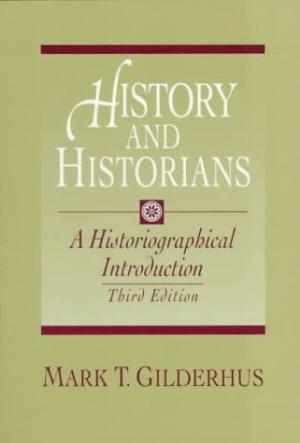 HISTORY
AND
HISTORIANS
A Historiographical
Introduction
Third Edition
MARK T. GILDERHUS